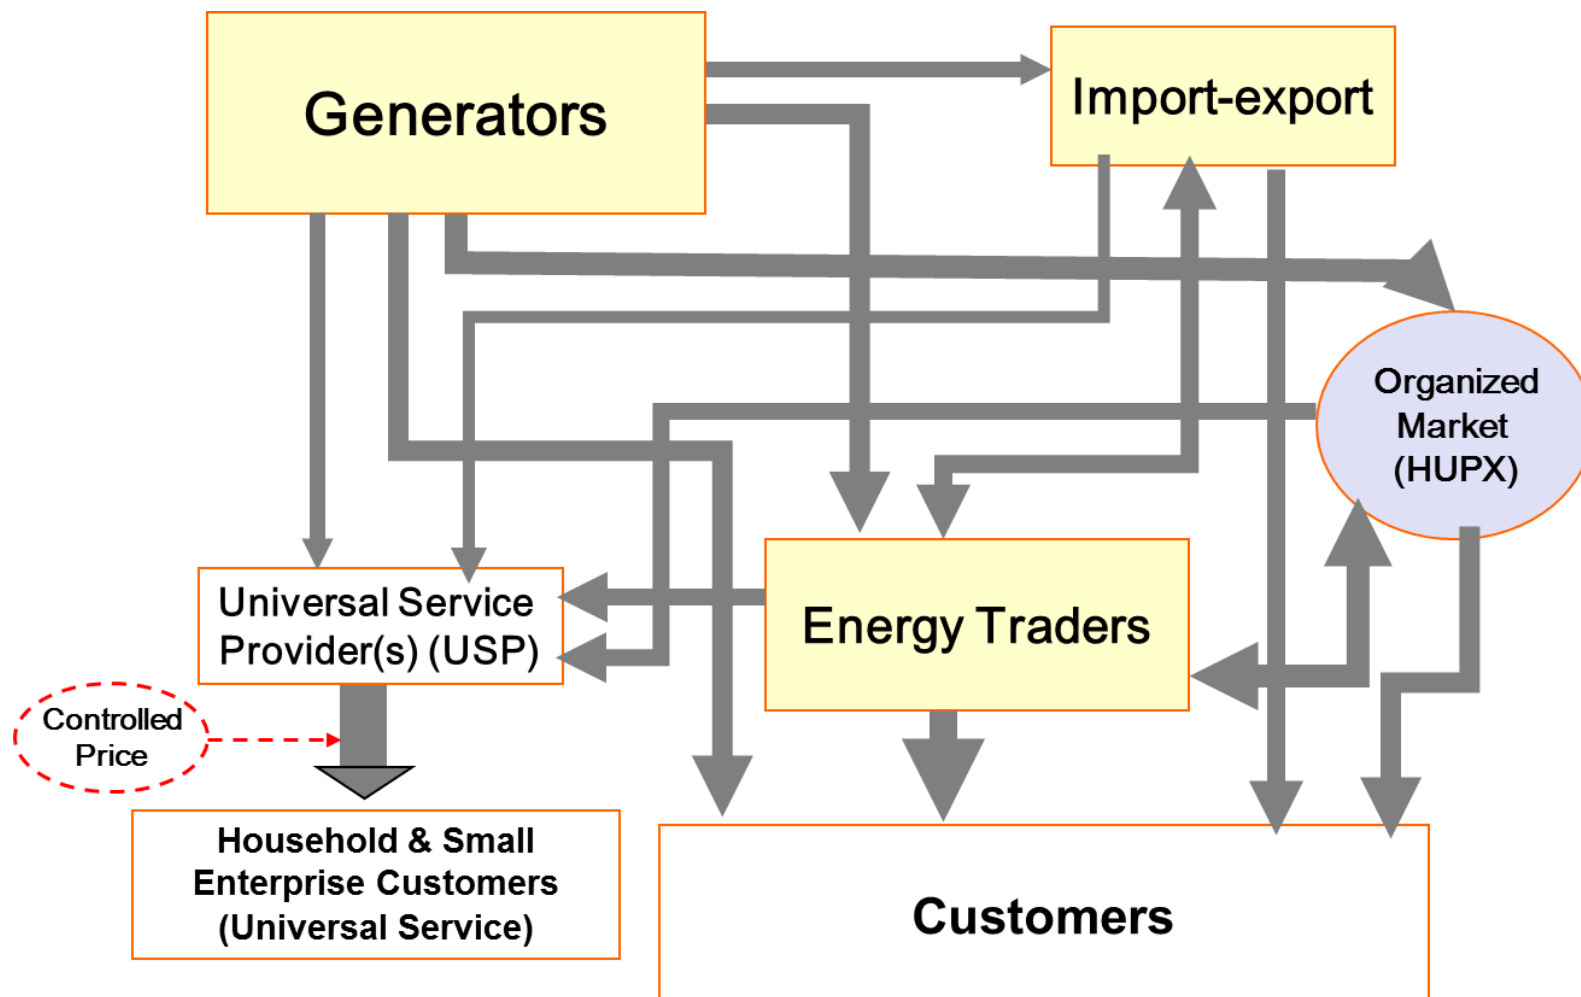 Generators
Import-export
Organized
Market
(HUPX)
Universal Service
Provider(s) (USP)
Energy Traders
Controlled
Price
Household & Small
Enterprise Customers
(Universal Service)
Customers